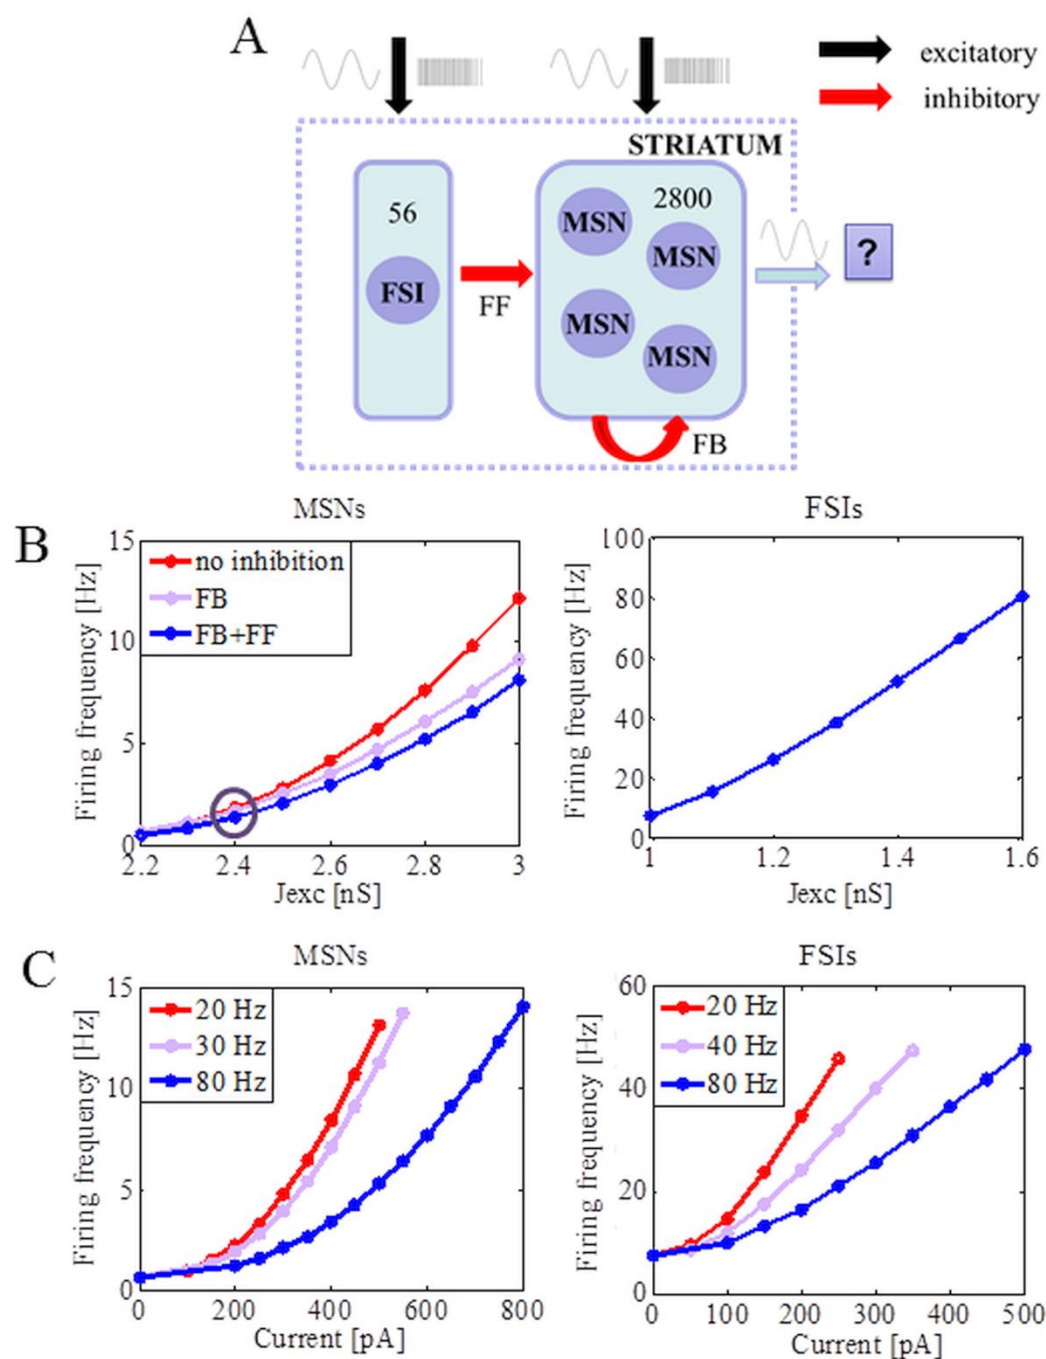 A
excitatory
inhibitory
STRIATUM
56
FSI
FF
2800
MSN
MSN
MSN
MSN
FB
?
B
MSNs
Firing frequency [Hz]
15
10
5
0
no inhibition
FB
FB+FF
2.2 2.4 2.6 2.8 3
Jexc [nS]
FSIs
Firing frequency [Hz]
100
80
60
40
20
0
1 1.2 1.4 1.6
Jexc [nS]
C
MSNs
Firing frequency [Hz]
15
10
5
0
20 Hz
30 Hz
80 Hz
0 200 400 600 800
Current [pA]
FSIs
Firing frequency [Hz]
60
40
20
0
20 Hz
40 Hz
80 Hz
0 100 200 300 400 500
Current [pA]